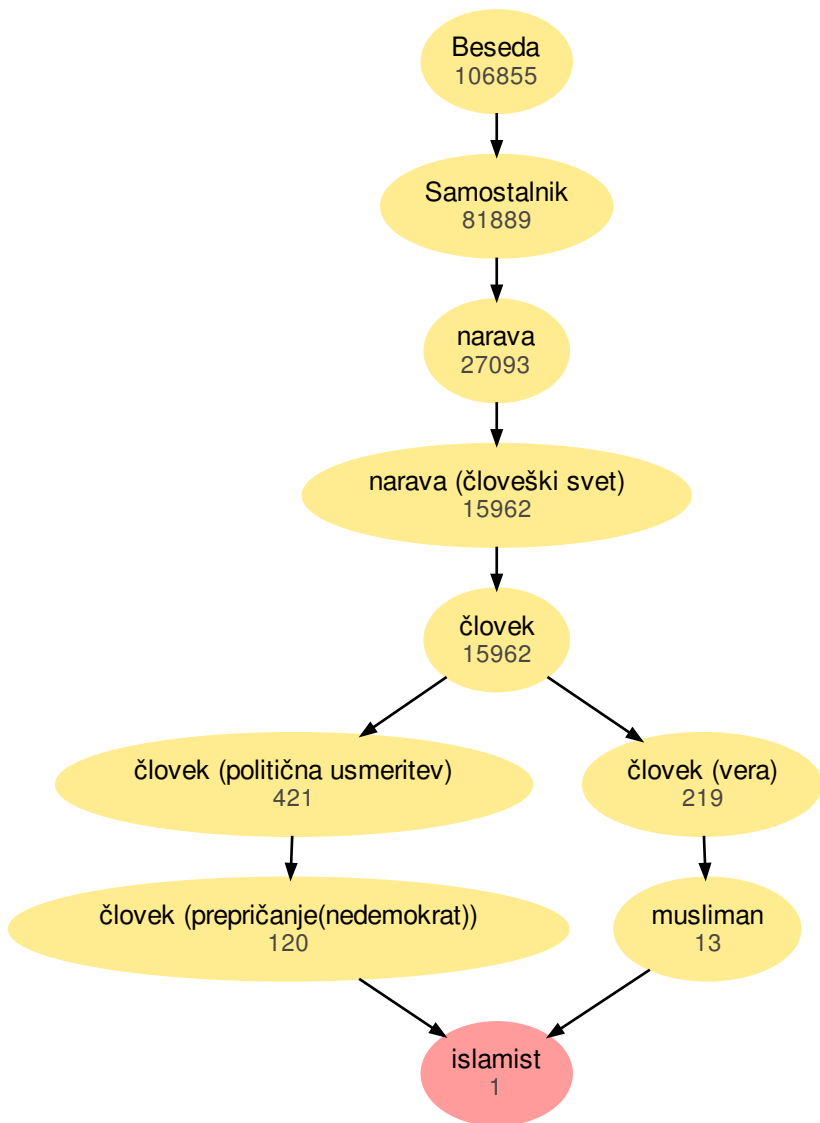 Beseda
106855
Samostalnik
81889
narava
27093
narava (človeški svet)
15962
človek
15962
človek (politična usmeritev)
421
človek (vera)
219
človek (prepričanje(nedemokrat))
120
musliman
13
islamist
1